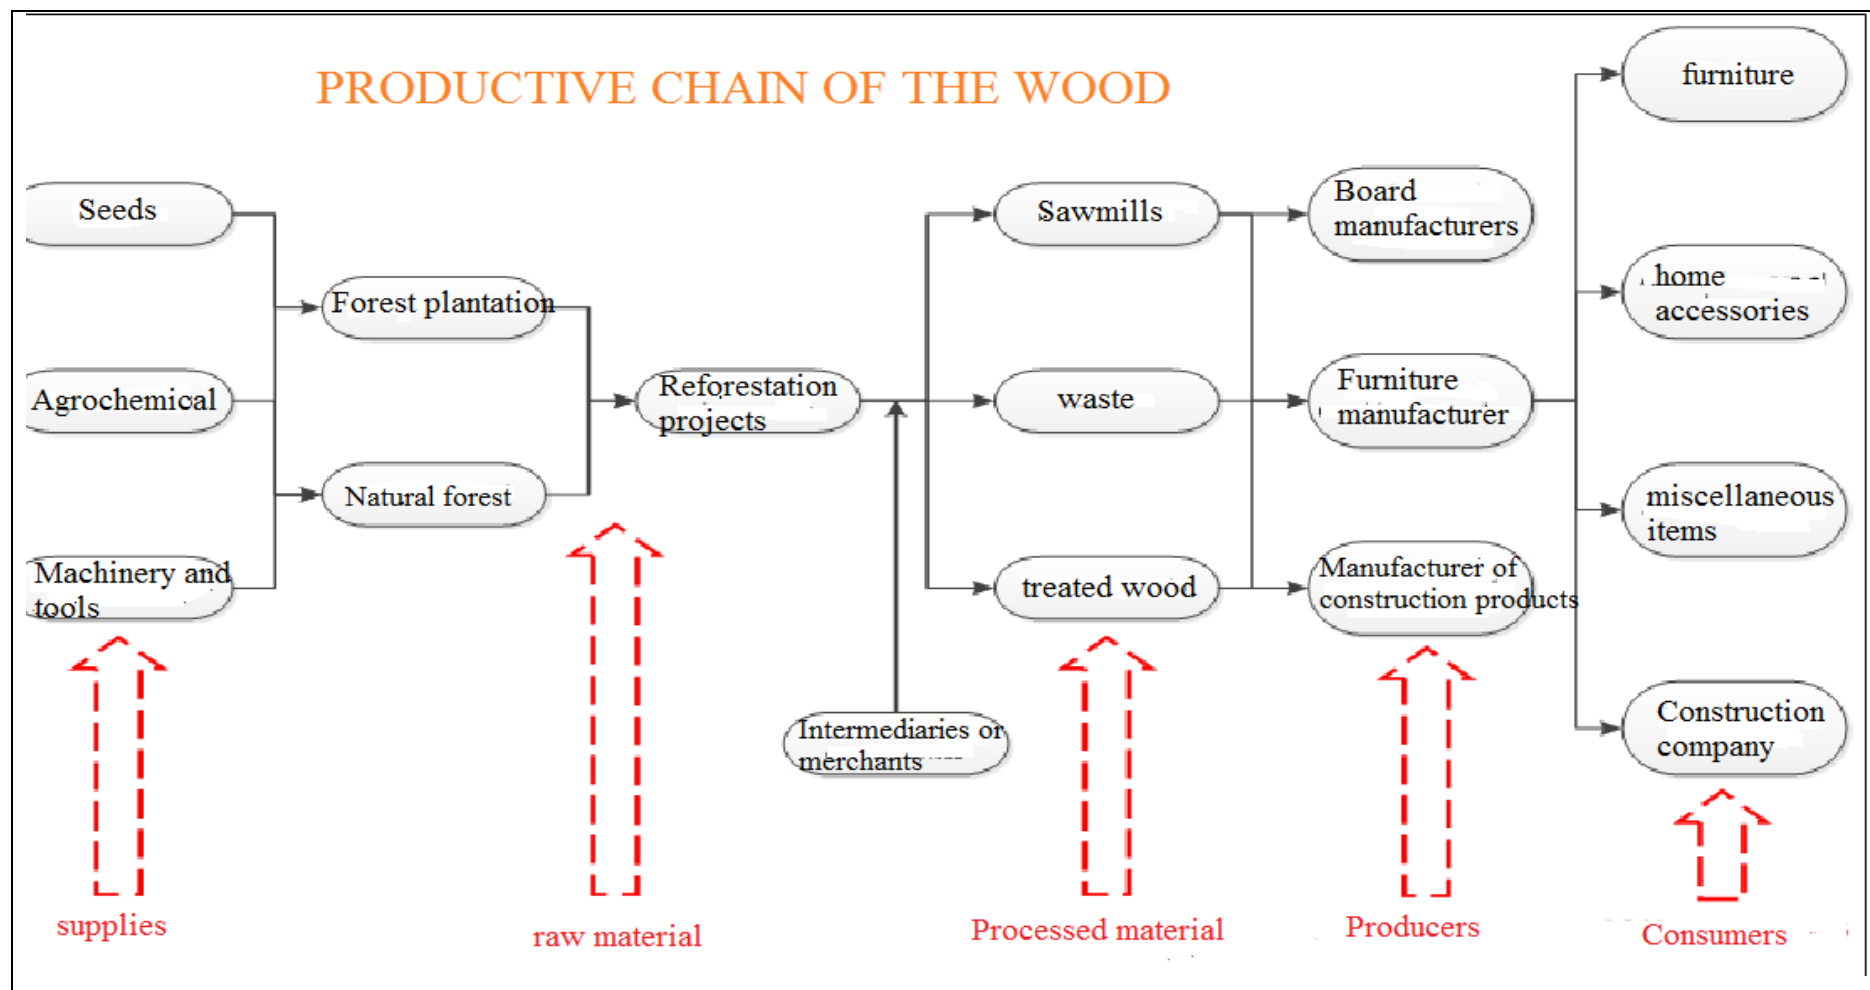 PRODUCTIVE CHAIN OF THE WOOD
Seeds
Agrochemical
Machinery and
tools
supplies
Forest plantation
Natural forest
raw material
Reforestation
projects
Intermediaries or
merchants
Sawmills
waste
treated wood
Processed material
Board
manufacturers
Furniture
manufacturer
Manufacturer of
construction products
Producers
furniture
home
accessories
miscellaneous
items
Construction
company
Consumers